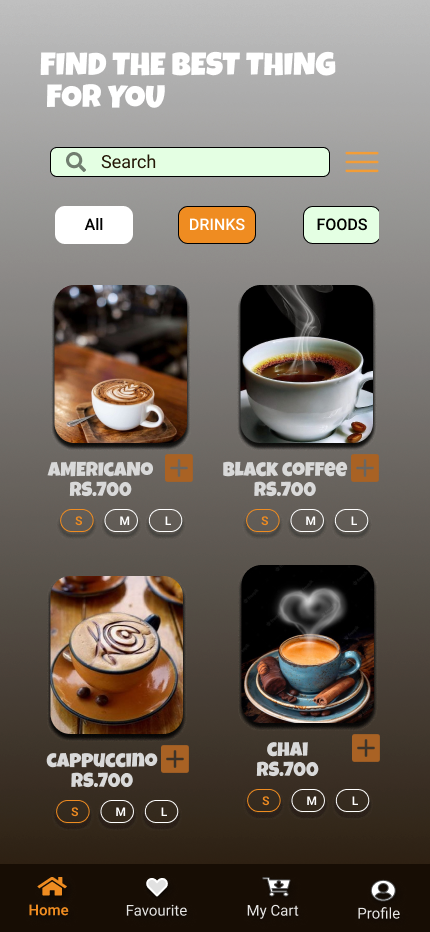 FIND THE BEST THING
FOR YOU
Search
All DRINKS FOODS
AMERICANO
RS.700
S M L
BLACK COFFEE
RS.700
S M L
CAPPUCCINO
RS.700
S M L
CHAI
RS.700
S M L
Home Favourite My Cart Profile